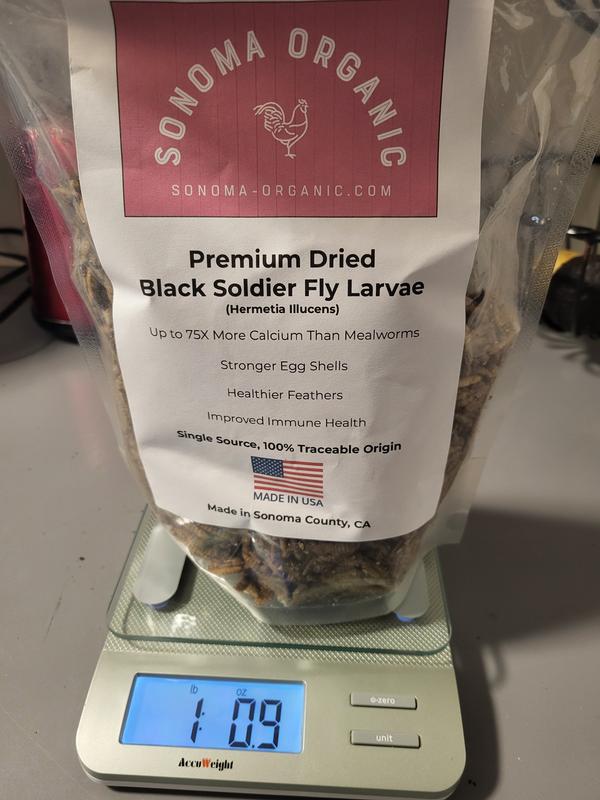 SONOMA ORGANIC
SONOMA-ORGANIC.COM
Premium Dried
Black Soldier Fly Larvae
(Hermetia Illucens)
Up to 75X More Calcium Than Mealworms
Stronger Egg Shells
Healthier Feathers
Improved Immune Health
Single Source, 100% Traceable Origin
MADE IN USA
Made in Sonoma County, CA
lb oz
1: 0.9
e-zero
unit
AccuWeight